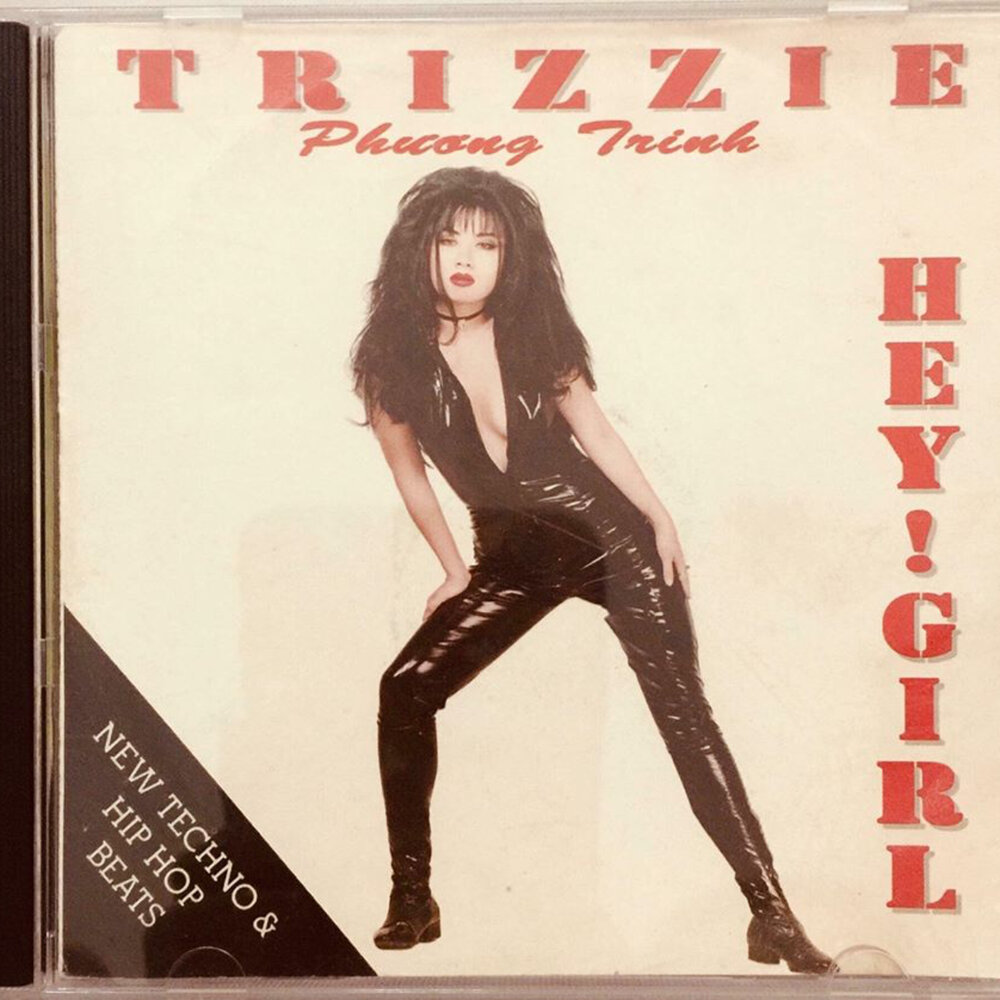 TRIZZIE
Phương Trinh
HEY! GIRL
NEW TECHNO &
HIP HOP
BEATS